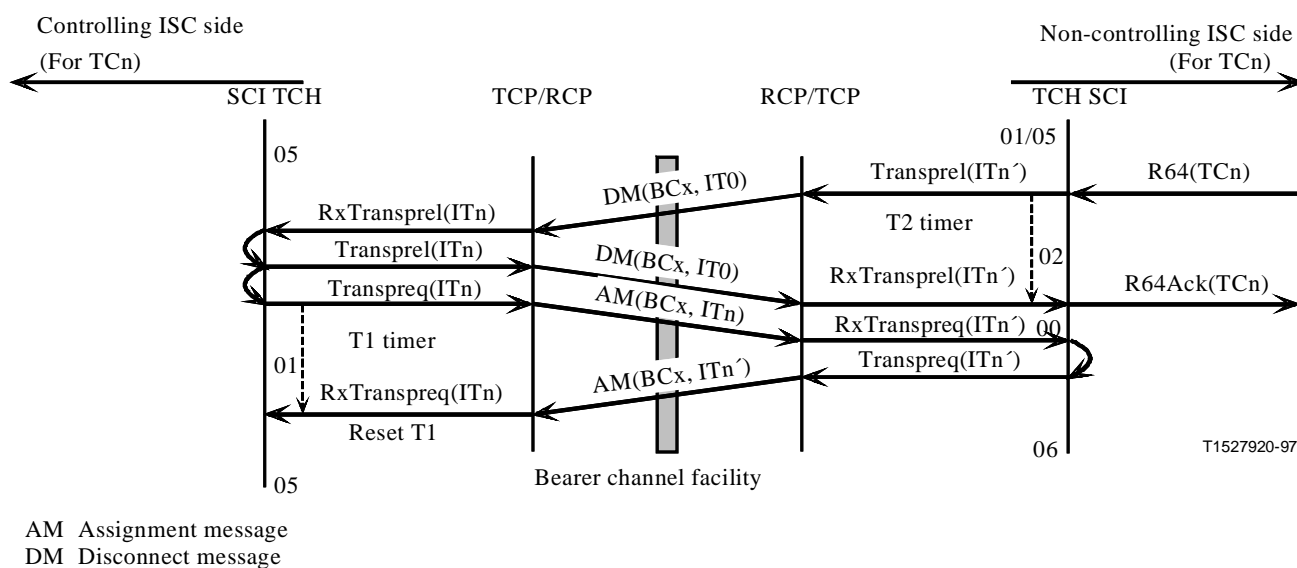 Controlling ISC side
(For TCn)
Non-controlling ISC side
(For TCn)
SCI TCH
TCP/RCP
RCP/TCP
TCH SCI
05
01/05
Transprel(ITn´)
R64(TCn)
DM(BCx, IT0)
RxTransprel(ITn)
T2 timer
Transprel(ITn)
DM(BCx, IT0)
02
RxTransprel(ITn´)
Transpreq(ITn)
AM(BCx, ITn)
R64Ack(TCn)
RxTranspreq(ITn´)
00
T1 timer
01
Transpreq(ITn´)
AM(BCx, ITn´)
RxTranspreq(ITn)
Reset T1
06
T1527920-97
05
Bearer channel facility
AM Assignment message
DM Disconnect message